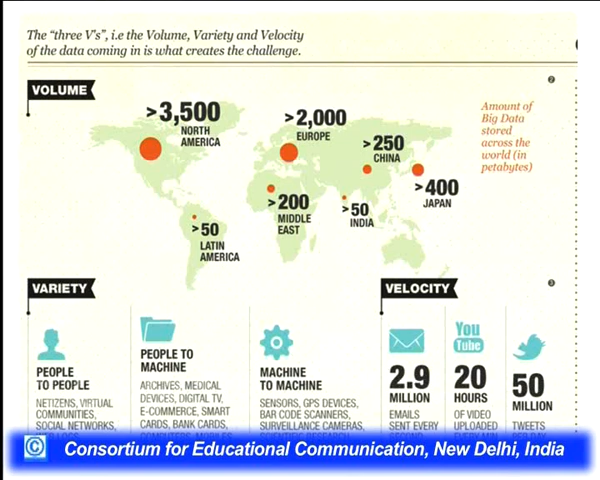 The "three V's", i.e the Volume, Variety and Velocity
of the data coming in is what creates the challenge.
VOLUME
Amount of
Big Data
stored
across the
world (in
petabytes)
>3,500
NORTH
AMERICA
>2,000
EUROPE
>250
CHINA
>400
JAPAN
>200
MIDDLE
EAST
>50
INDIA
>50
LATIN
AMERICA
VARIETY
PEOPLE
TO PEOPLE
NETIZENS, VIRTUAL
COMMUNITIES,
SOCIAL NETWORKS,
PEOPLE TO
MACHINE
ARCHIVES, MEDICAL
DEVICES, DIGITAL TV,
E-COMMERCE, SMART
CARDS, BANK CARDS,
MACHINE
TO MACHINE
SENSORS, GPS DEVICES,
BAR CODE SCANNERS,
SURVEILLANCE CAMERAS,
VELOCITY
2.9
MILLION
EMAILS
SENT EVERY
You
Tube
20
HOURS
OF VIDEO
UPLOADED
50
MILLION
TWEETS
© Consortium for Educational Communication, New Delhi, India